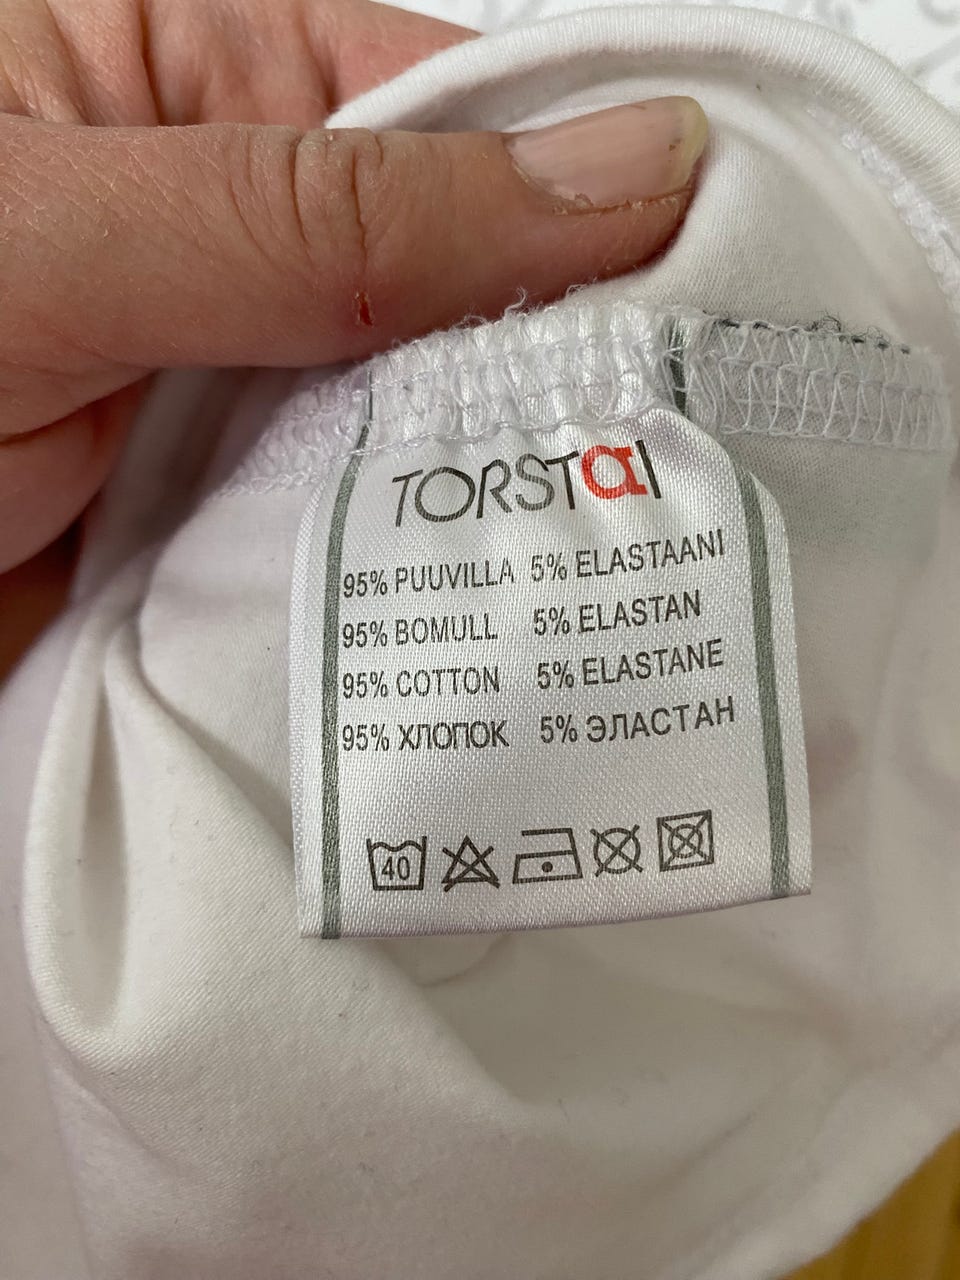 TORSTAI
95% PUUVILLA 5% ELASTAANI
95% BOMULL 5% ELASTAN
95% COTTON 5% ELASTANE
95% ХЛОПОК 5% ЭЛАСТАН
40